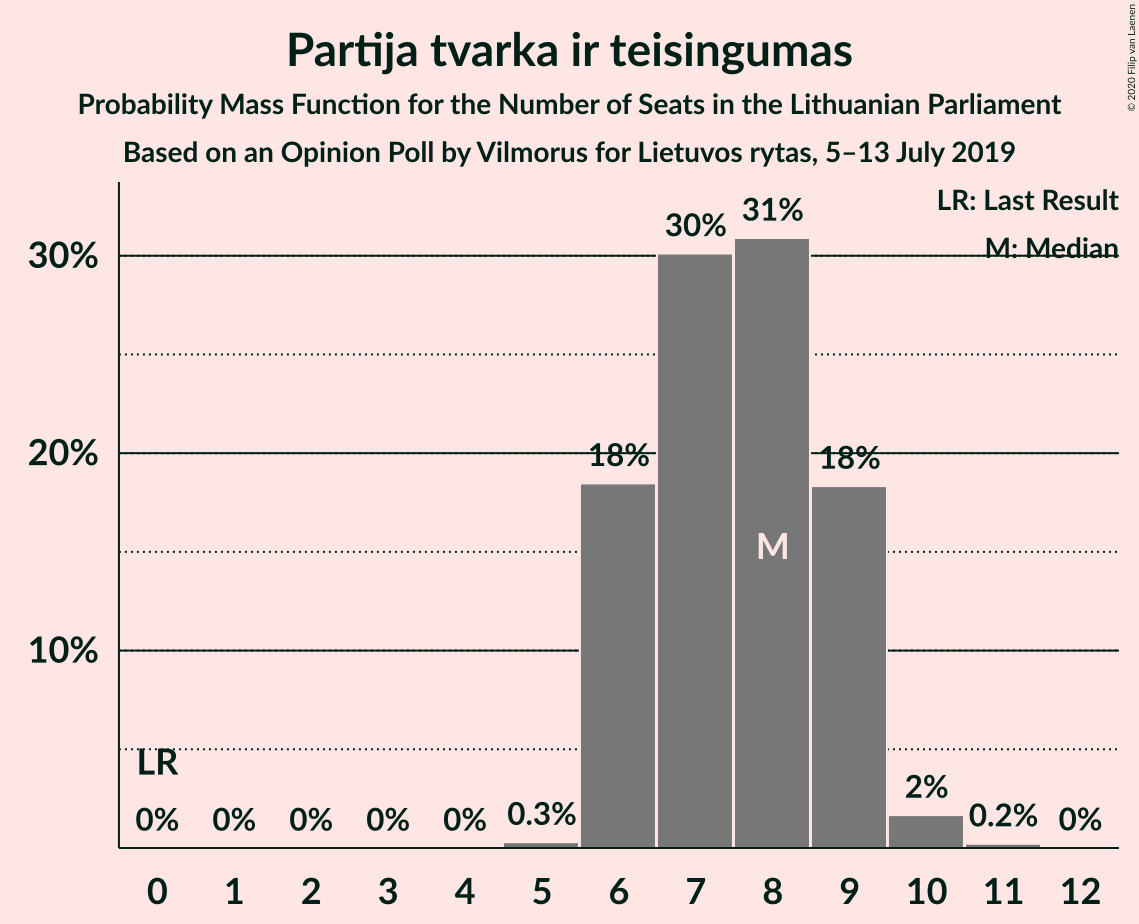 Partija tvarka ir teisingumas
Probability Mass Function for the Number of Seats in the Lithuanian Parliament
Based on an Opinion Poll by Vilmorus for Lietuvos rytas, 5–13 July 2019
© 2020 Filip van Laenen
LR: Last Result
M: Median
30%
20%
10%
LR
0% 0% 0% 0% 0% 0.3% 18% 30% 31% 18% 2% 0.2% 0%
M
0 1 2 3 4 5 6 7 8 9 10 11 12